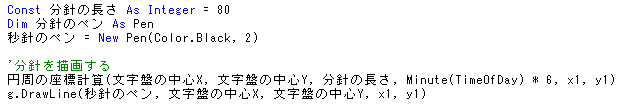 Const 分針の長さ As Integer = 80
Dim 分針のペン As Pen
秒針のペン = New Pen(Color.Black, 2)
'分針を描画する
円周の座標計算(文字盤の中心X, 文字盤の中心Y, 分針の長さ, Minute(TimeOfDay) * 6, x1, y1)
g.DrawLine(秒針のペン, 文字盤の中心X, 文字盤の中心Y, x1, y1)